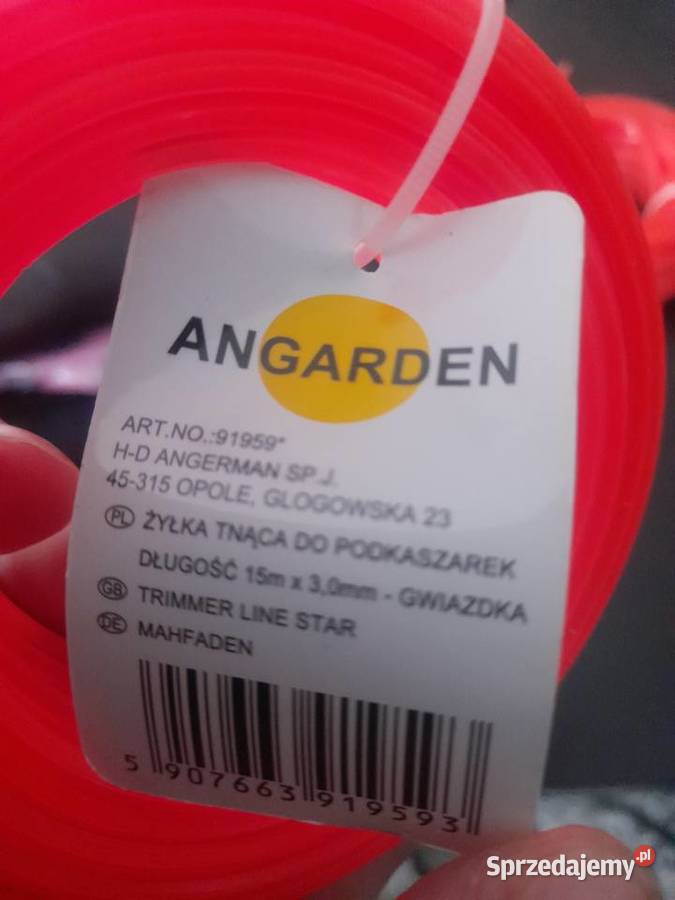 ANGARDEN
ART.NO.:91959*
H-D ANGERMAN SP.J.
45-315 OPOLE, GLOGOWSKA 23
PL ŻYŁKA TNĄCA DO PODKASZAREK
DŁUGOŚĆ 15m x 3,0mm - GWIAZDKA
GB TRIMMER LINE STAR
DE MAHFADEN
5 907663 919593
Sprzedajemy.pl